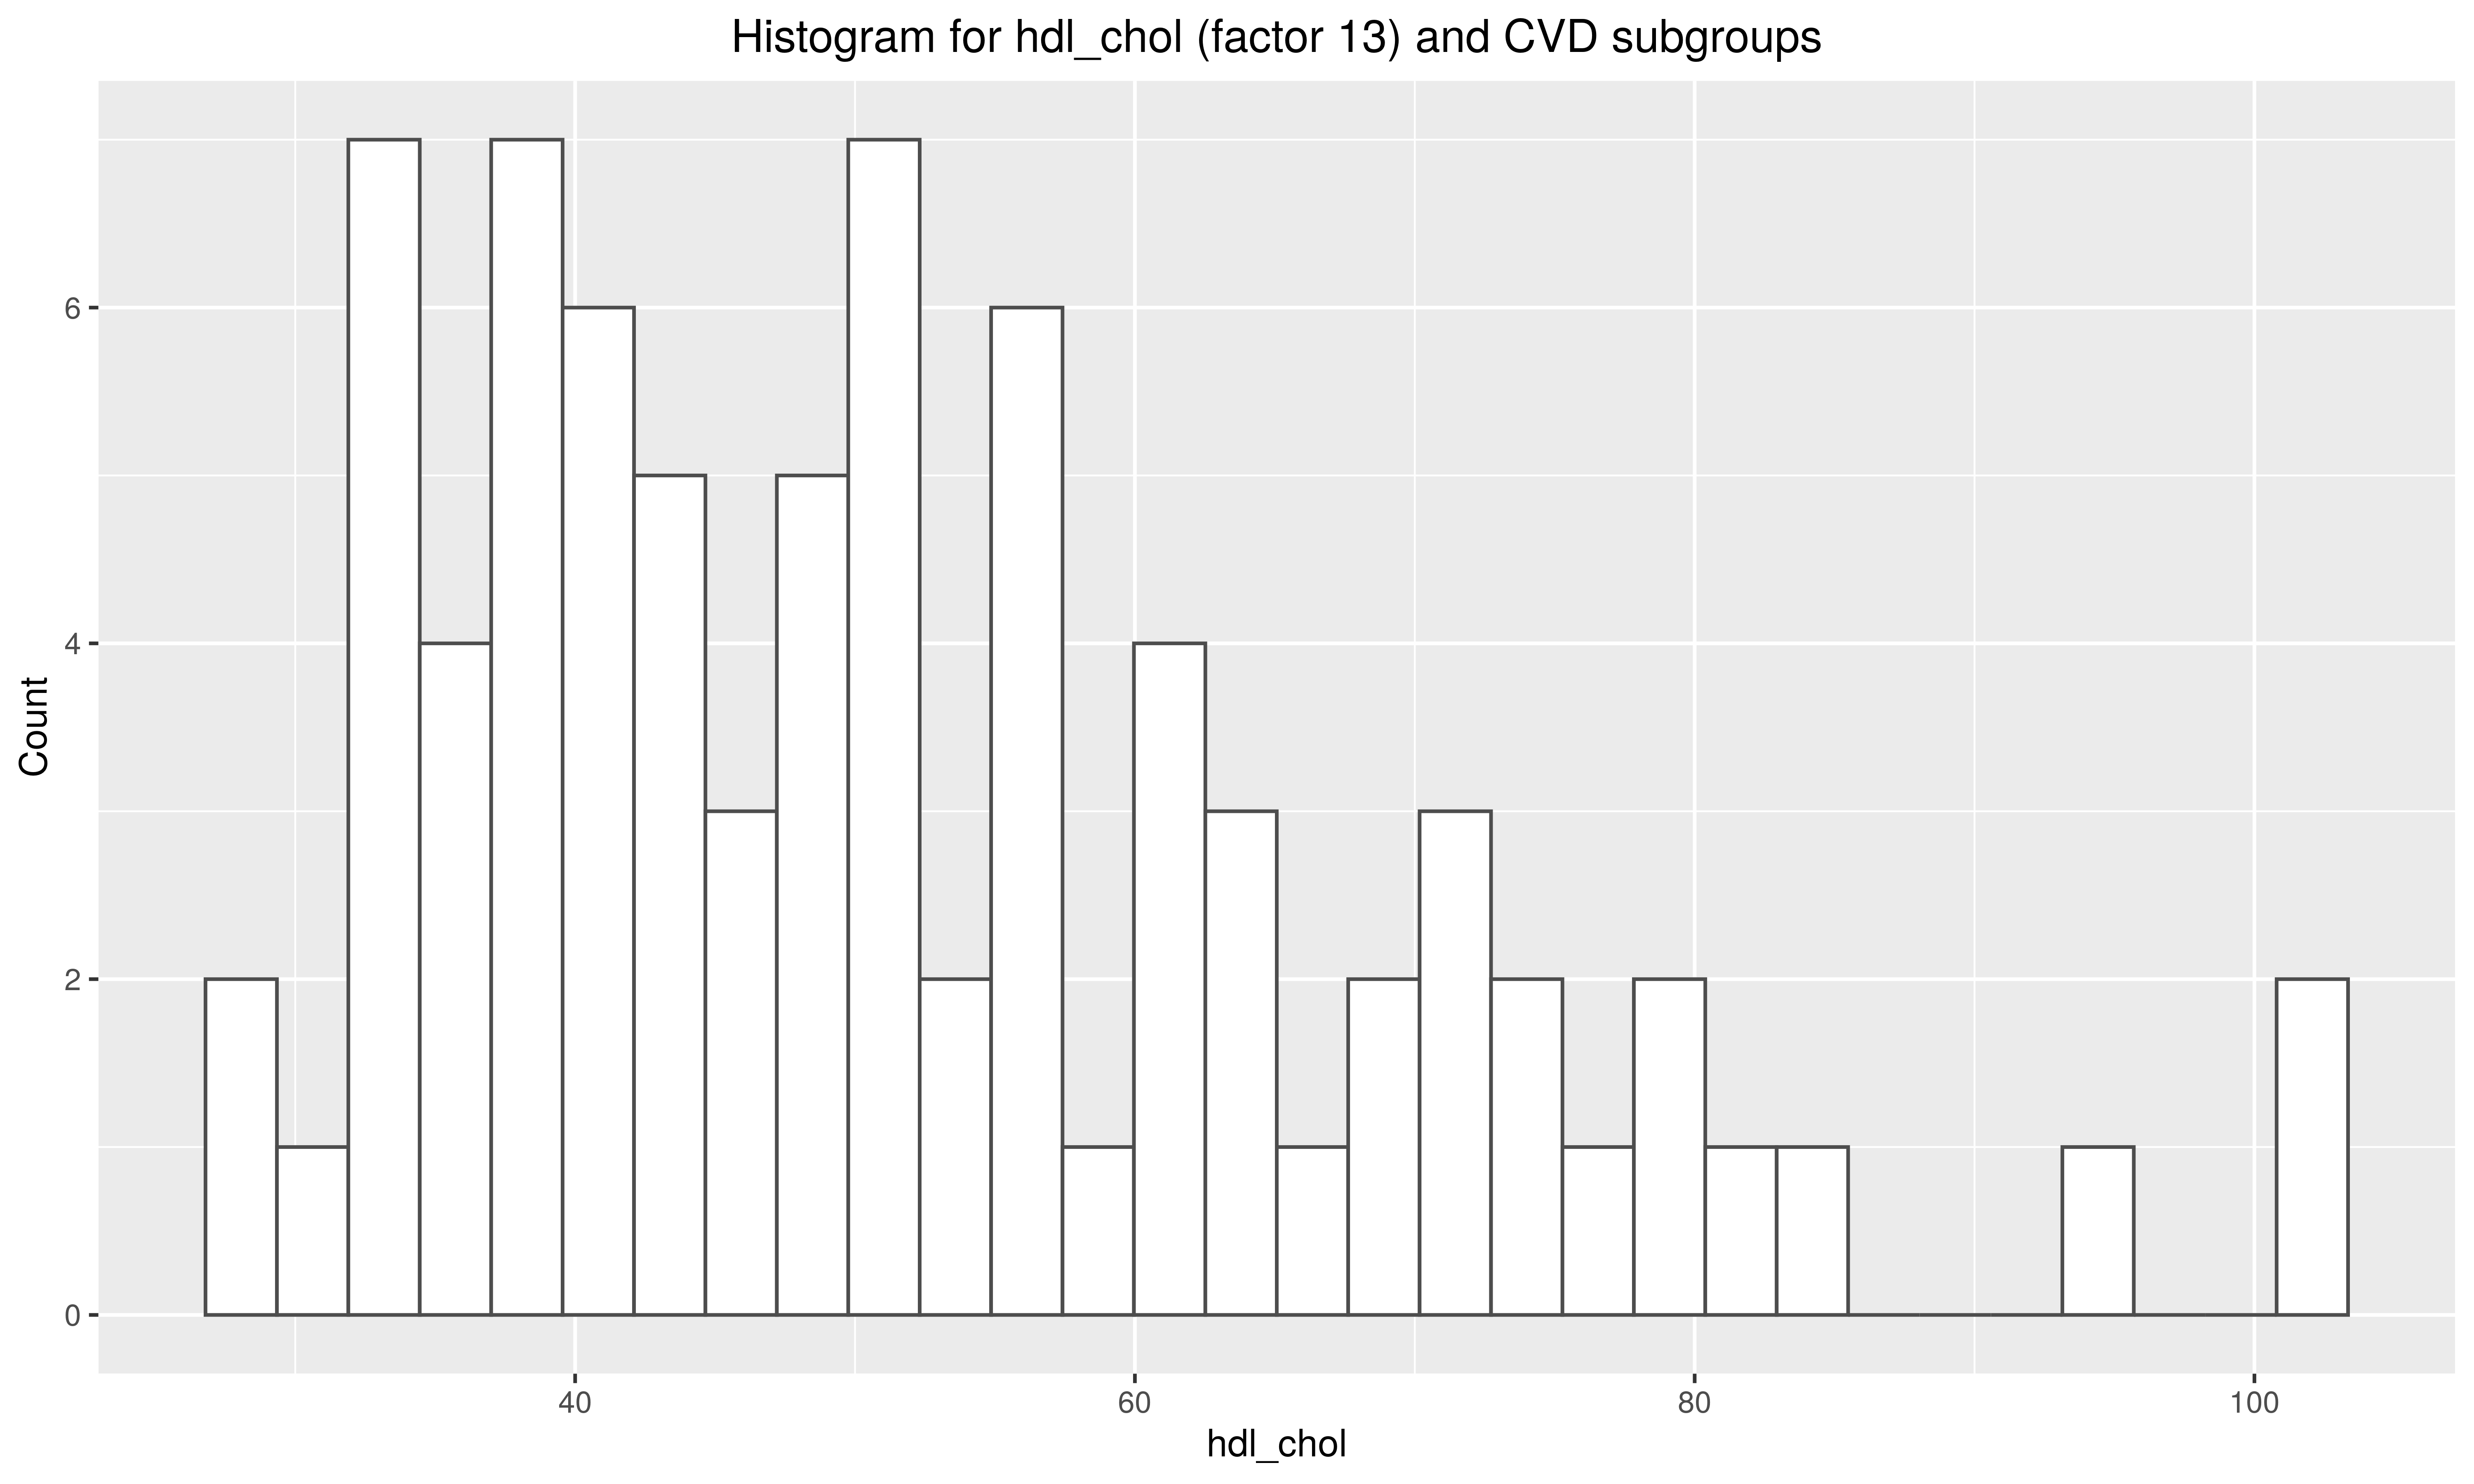 Histogram for hdl_chol (factor 13) and CVD subgroups
Count
6
4
2
0
40 60 80 100
hdl_chol